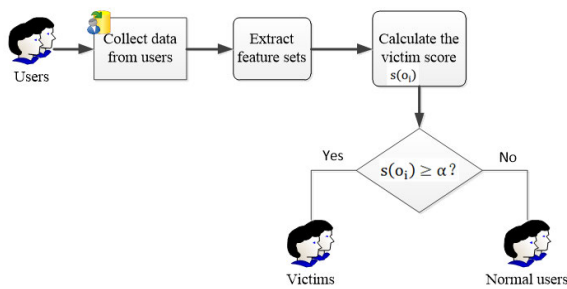 Users
Collect data
from users
Extract
feature sets
Calculate the
victim score
s(oᵢ)
Yes
s(oᵢ) ≥ α ?
No
Victims
Normal users